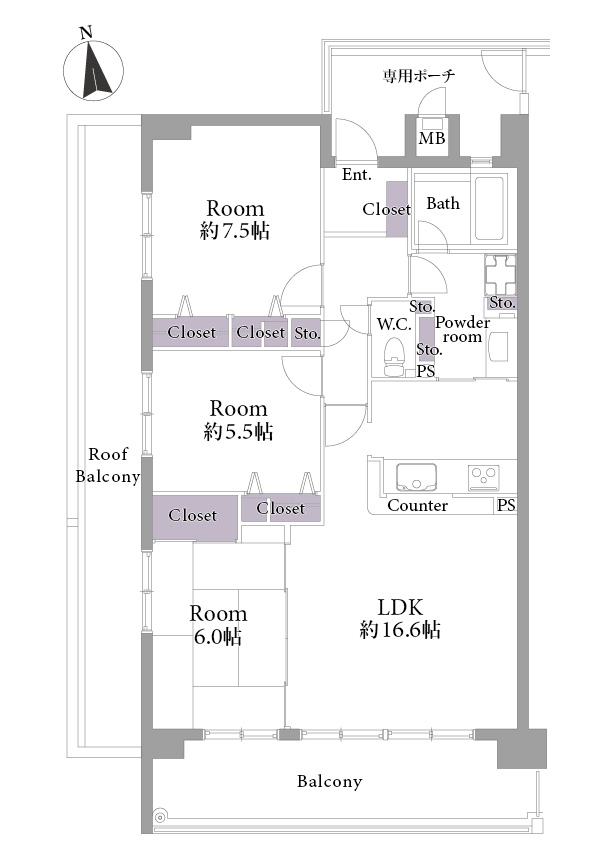 N
専用ポーチ
MB
Ent.
Closet
Bath
Room
約7.5帖
Closet
Closet
Sto.
Sto.
Sto.
W.C.
Powder
room
Sto.
PS
Room
約5.5帖
Roof
Balcony
Closet
Closet
Counter
PS
Room
6.0帖
LDK
約16.6帖
Balcony